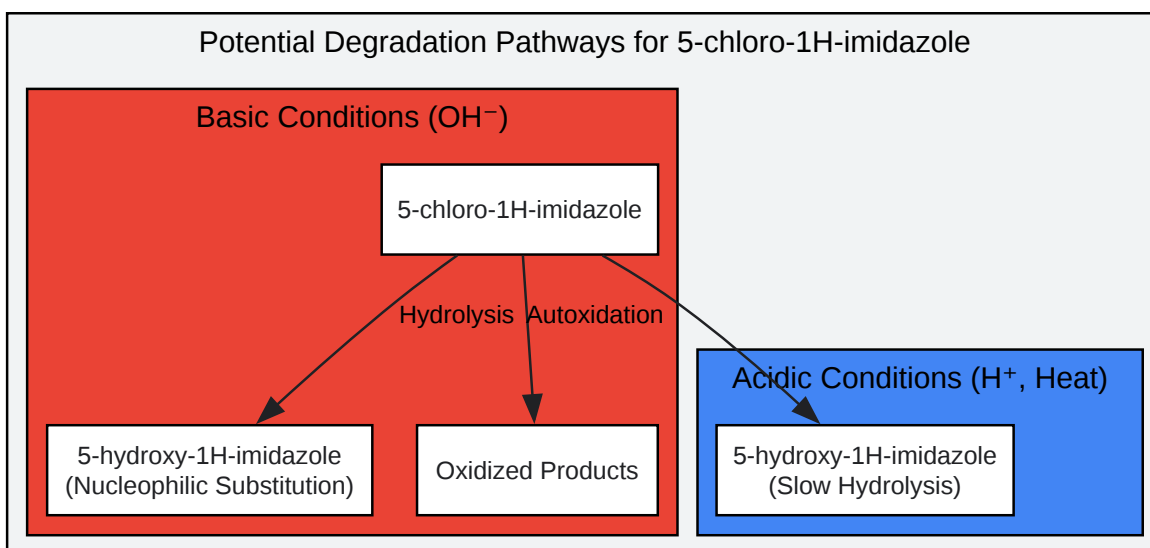 Potential Degradation Pathways for 5-chloro-1H-imidazole
Basic Conditions (OH⁻)
5-chloro-1H-imidazole
Hydrolysis
Autoxidation
Acidic Conditions (H⁺, Heat)
5-hydroxy-1H-imidazole
(Nucleophilic Substitution)
Oxidized Products
5-hydroxy-1H-imidazole
(Slow Hydrolysis)